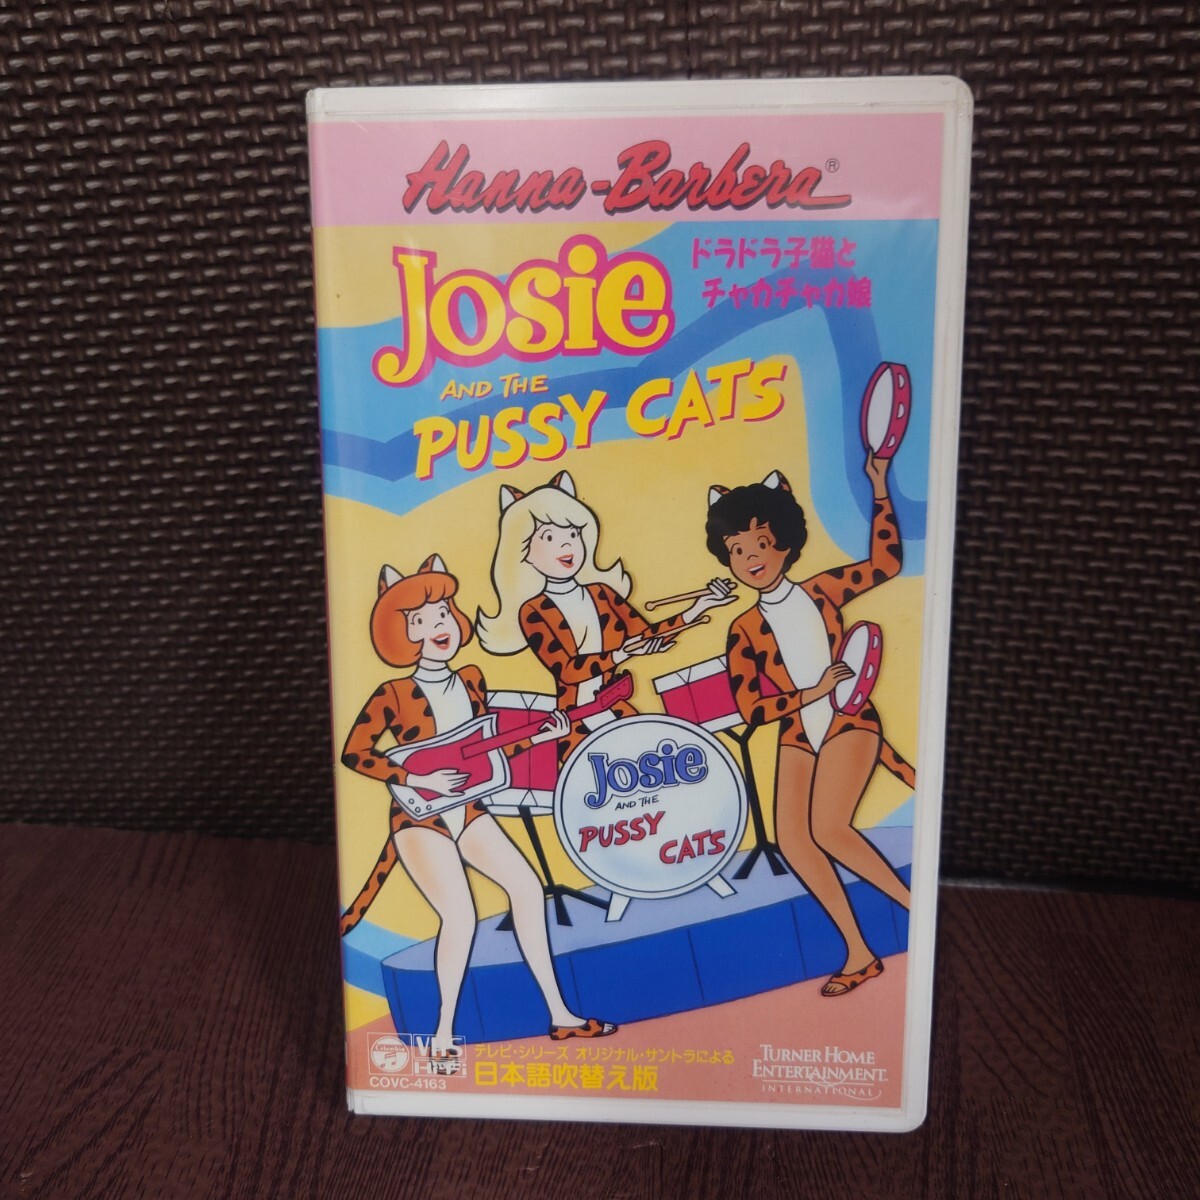 Hanna-Barbera®
Josie
AND THE
PUSSY CATS
ドラドラ子猫と
チャカチャカ娘
Josie
AND THE
PUSSY
CATS
Columbia
VHS
Hi-Fi
COVC-4163
テレビ・シリーズ オリジナル・サントラによる
日本語吹替え版
TURNER HOME
ENTERTAINMENT
INTERNATIONAL